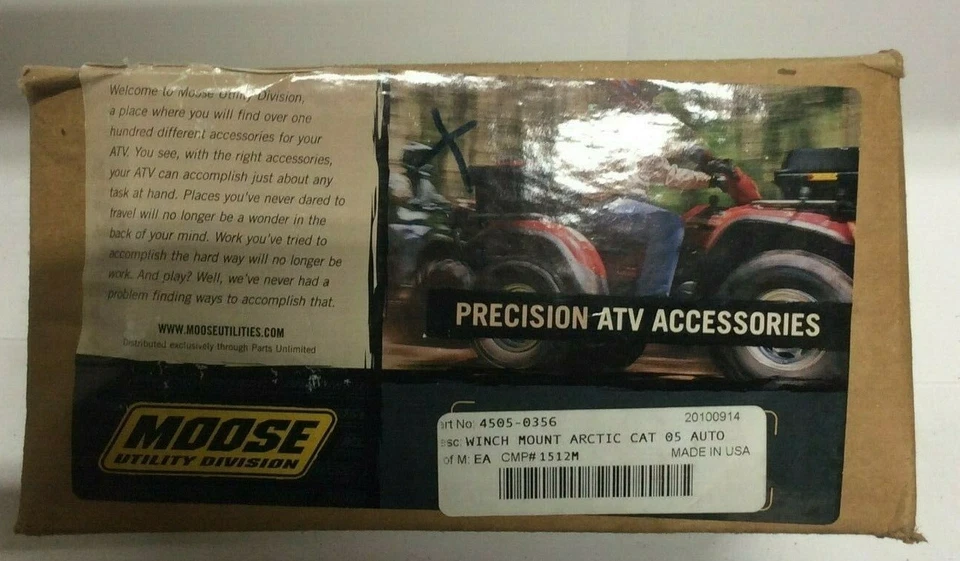 Welcome to Moose Utility Division,
a place where you will find over one
hundred different accessories for your
ATV. You see, with the right accessories,
your ATV can accomplish just about any
task at hand. Places you've never dared to
travel will no longer be a wonder in the
back of your mind. Work you've tried to
accomplish the hard way will no longer be
work. And play? Well, we've never had a
problem finding ways to accomplish that.
WWW.MOOSEUTILITIES.COM
Distributed exclusively through Parts Unlimited
X
PRECISION ATV ACCESSORIES
MOOSE
UTILITY DIVISION
art No: 4505-0356 20100914
esc: WINCH MOUNT ARCTIC CAT 05 AUTO
of M: EA CMP# 1512M MADE IN USA